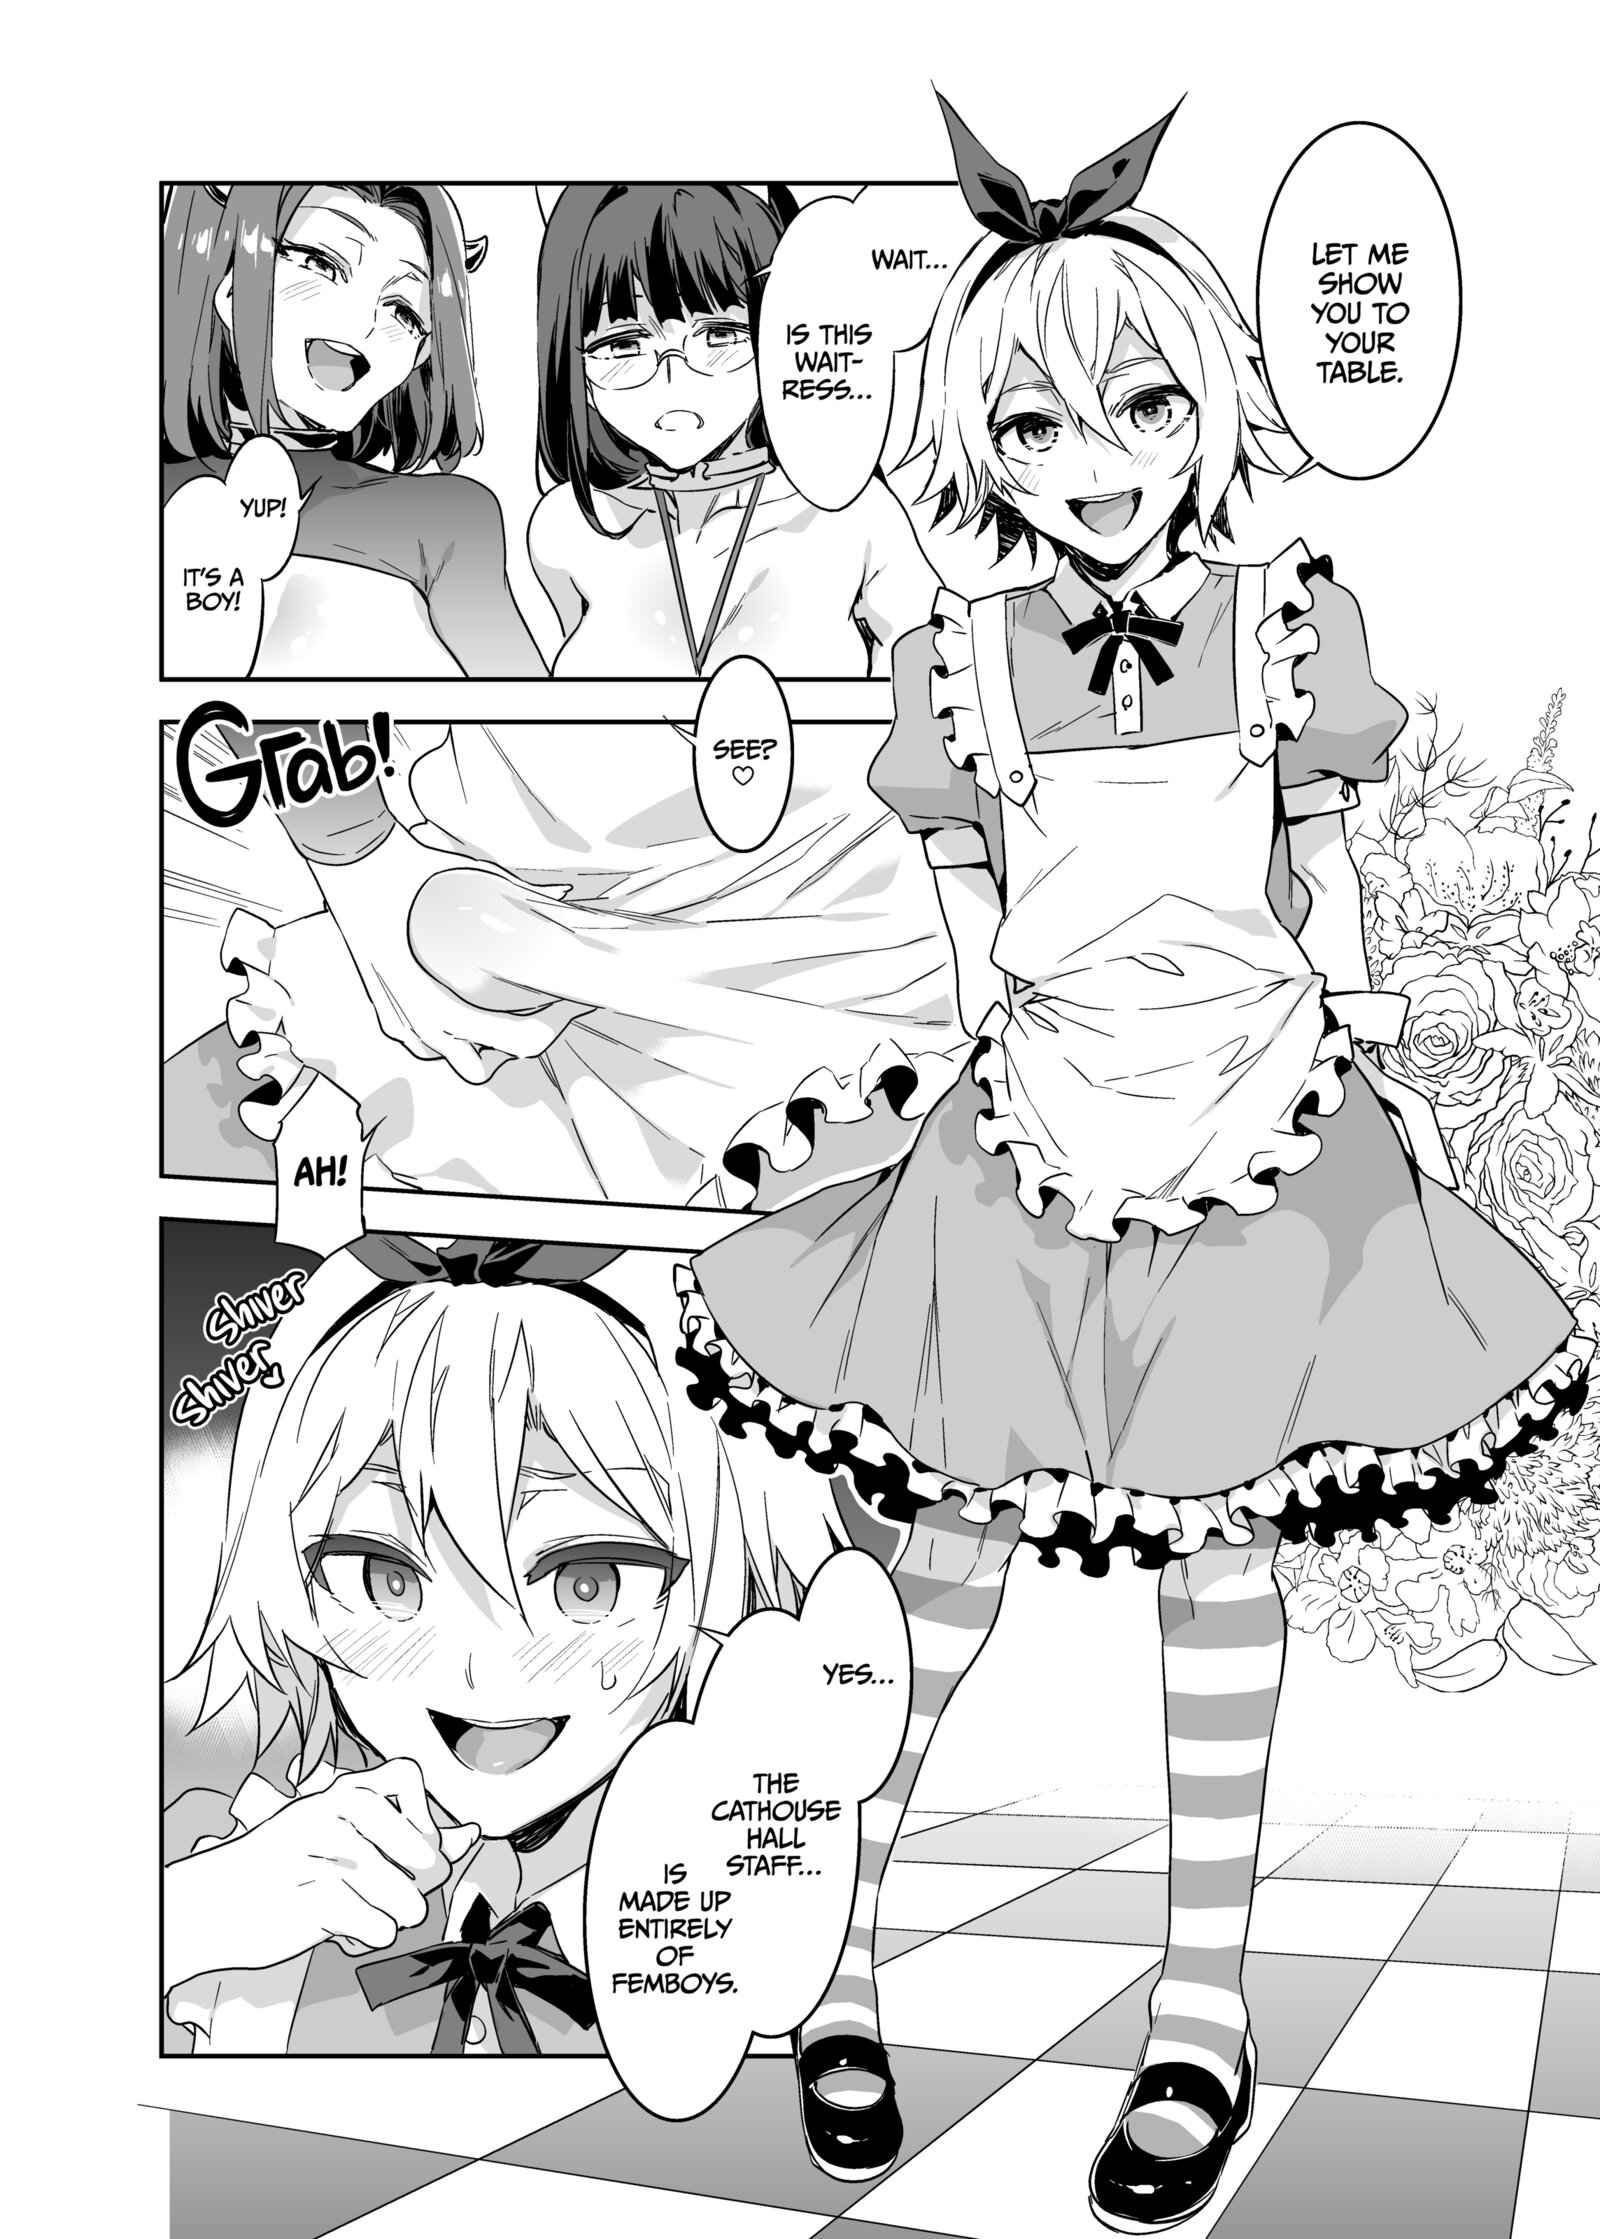 LET ME
SHOW
YOU TO
YOUR
TABLE.
WAIT...
IS THIS
WAIT-
RESS...
YUP!
IT'S A
BOY!
Grab!
SEE?
♡
AH!
Shiver
Shiver
YES...
THE
CATHOUSE
HALL
STAFF...
IS
MADE UP
ENTIRELY
OF
FEMBOYS.